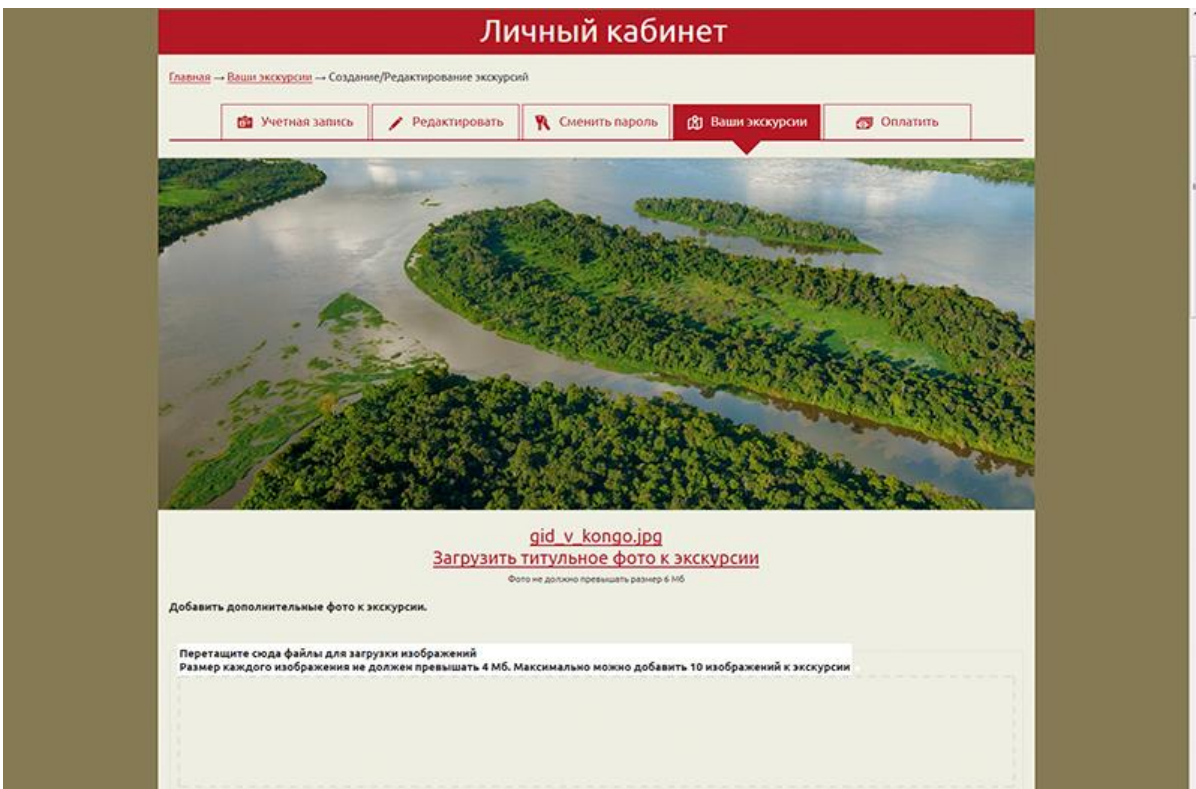 Личный кабинет
Главная → Ваши экскурсии → Создание/Редактирование экскурсий
Учетная запись Редактировать Сменить пароль Ваши экскурсии Оплатить
gid_v_kongo.jpg
Загрузить титульное фото к экскурсии
Фото не должно превышать размер 6 Мб
Добавить дополнительные фото к экскурсии.
Перетащите сюда файлы для загрузки изображений
Размер каждого изображения не должен превышать 4 Мб. Максимально можно добавить 10 изображений к экскурсии